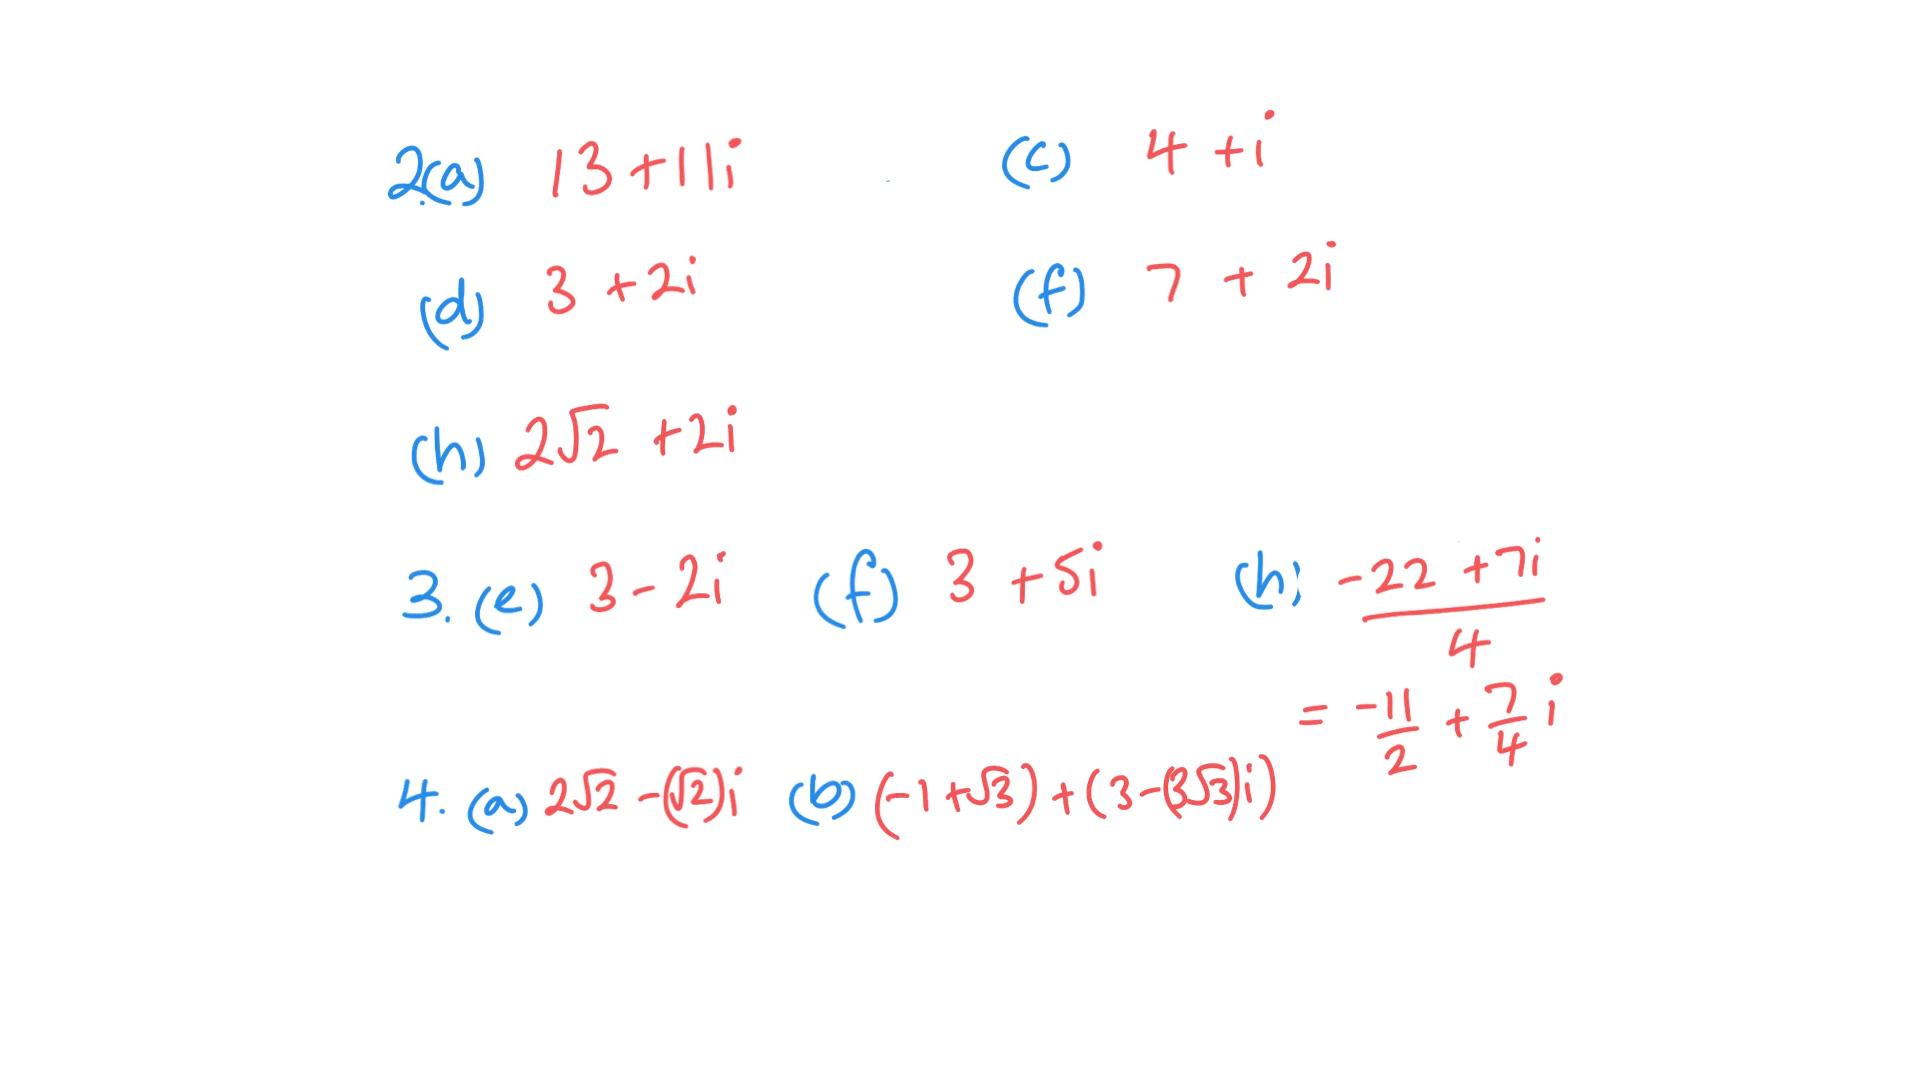 2.(a) 13 + 11i (c) 4 + i
(d) 3 + 2i (f) 7 + 2i
(h) 2√2 + 2i
3. (e) 3 - 2i (f) 3 + 5i (h) (-22 + 7i)/4
= -11/2 + 7/4 i
4. (a) 2√2 - (√2)i (b) (-1 + √3) + (3 - (3√3)i)